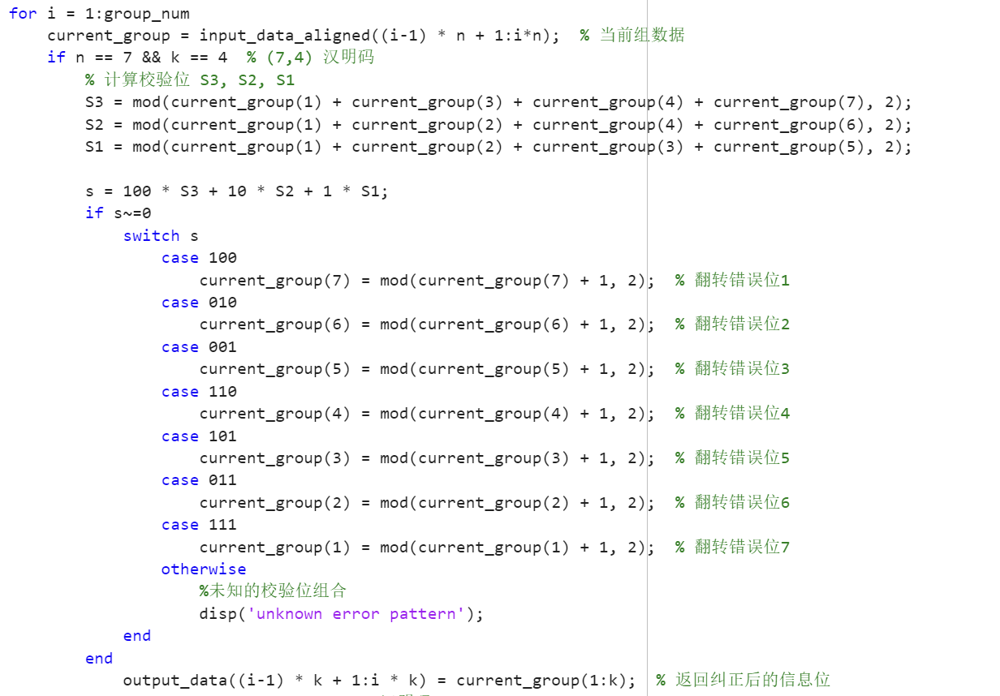 for i = 1:group_num
    current_group = input_data_aligned((i-1) * n + 1:i*n);  % 当前组数据
    if n == 7 && k == 4  % (7,4) 汉明码
        % 计算校验位 S3, S2, S1
        S3 = mod(current_group(1) + current_group(3) + current_group(4) + current_group(7), 2);
        S2 = mod(current_group(1) + current_group(2) + current_group(4) + current_group(6), 2);
        S1 = mod(current_group(1) + current_group(2) + current_group(3) + current_group(5), 2);

        s = 100 * S3 + 10 * S2 + 1 * S1;
        if s~=0
            switch s
                case 100
                    current_group(7) = mod(current_group(7) + 1, 2);  % 翻转错误位1
                case 010
                    current_group(6) = mod(current_group(6) + 1, 2);  % 翻转错误位2
                case 001
                    current_group(5) = mod(current_group(5) + 1, 2);  % 翻转错误位3
                case 110
                    current_group(4) = mod(current_group(4) + 1, 2);  % 翻转错误位4
                case 101
                    current_group(3) = mod(current_group(3) + 1, 2);  % 翻转错误位5
                case 011
                    current_group(2) = mod(current_group(2) + 1, 2);  % 翻转错误位6
                case 111
                    current_group(1) = mod(current_group(1) + 1, 2);  % 翻转错误位7
                otherwise
                    %未知的校验位组合
                    disp('unknown error pattern');
            end
        end
            output_data((i-1) * k + 1:i * k) = current_group(1:k);  % 返回纠正后的信息位